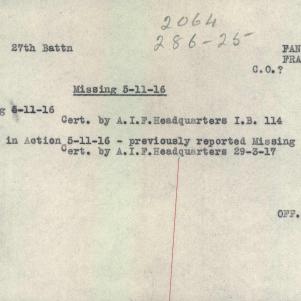 2064
286-25
27th Battn
FAN
FRA
C.O.?
Missing 5-11-16
g 6-11-16
Cert. by A.I.F.Headquarters I.B. 114
in Action 5-11-16 - previously reported Missing
Cert. by A.I.F.Headquarters 29-3-17
OFF.